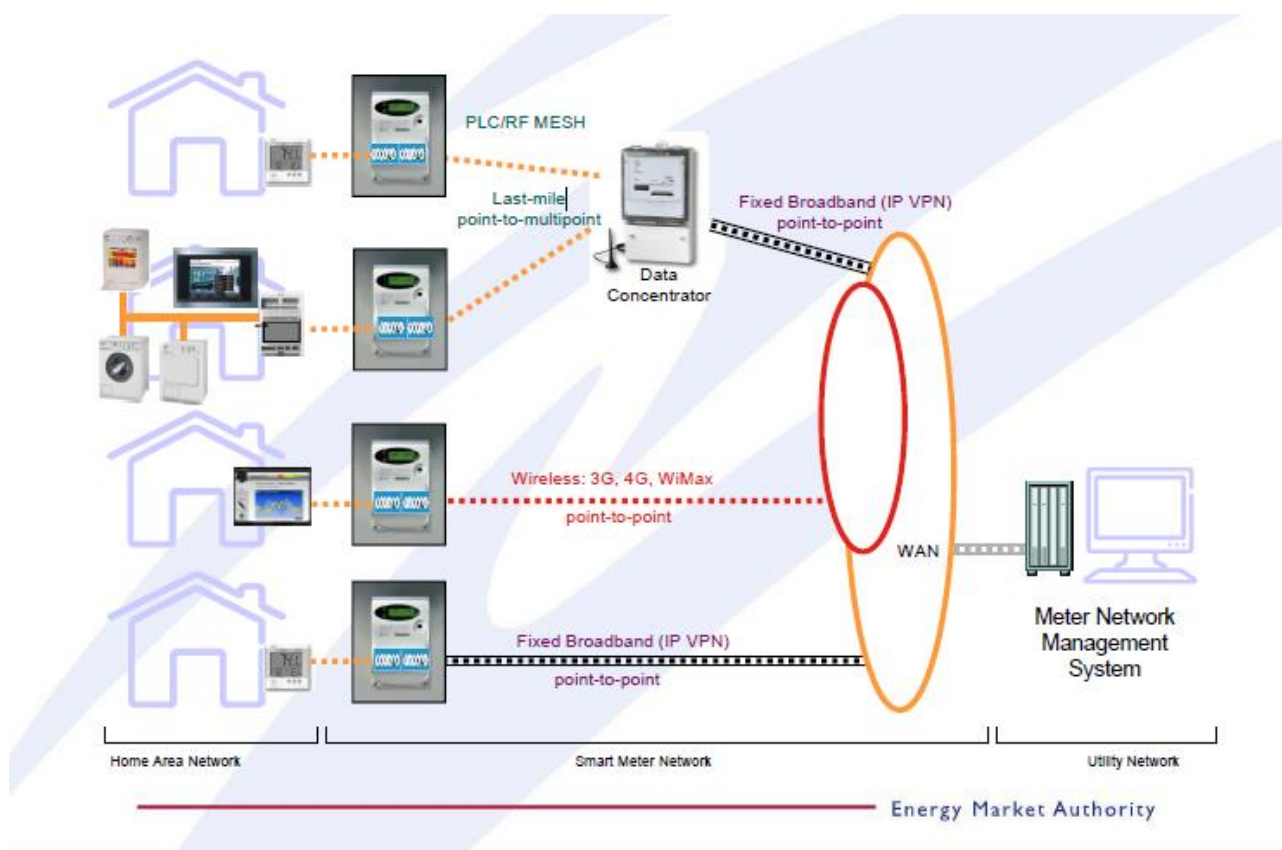 PLC/RF MESH
Last-mile
point-to-multipoint
Data
Concentrator
Fixed Broadband (IP VPN)
point-to-point
Wireless: 3G, 4G, WiMax
point-to-point
WAN
Fixed Broadband (IP VPN)
point-to-point
Meter Network
Management
System
Home Area Network
Smart Meter Network
Utility Network
Energy Market Authority